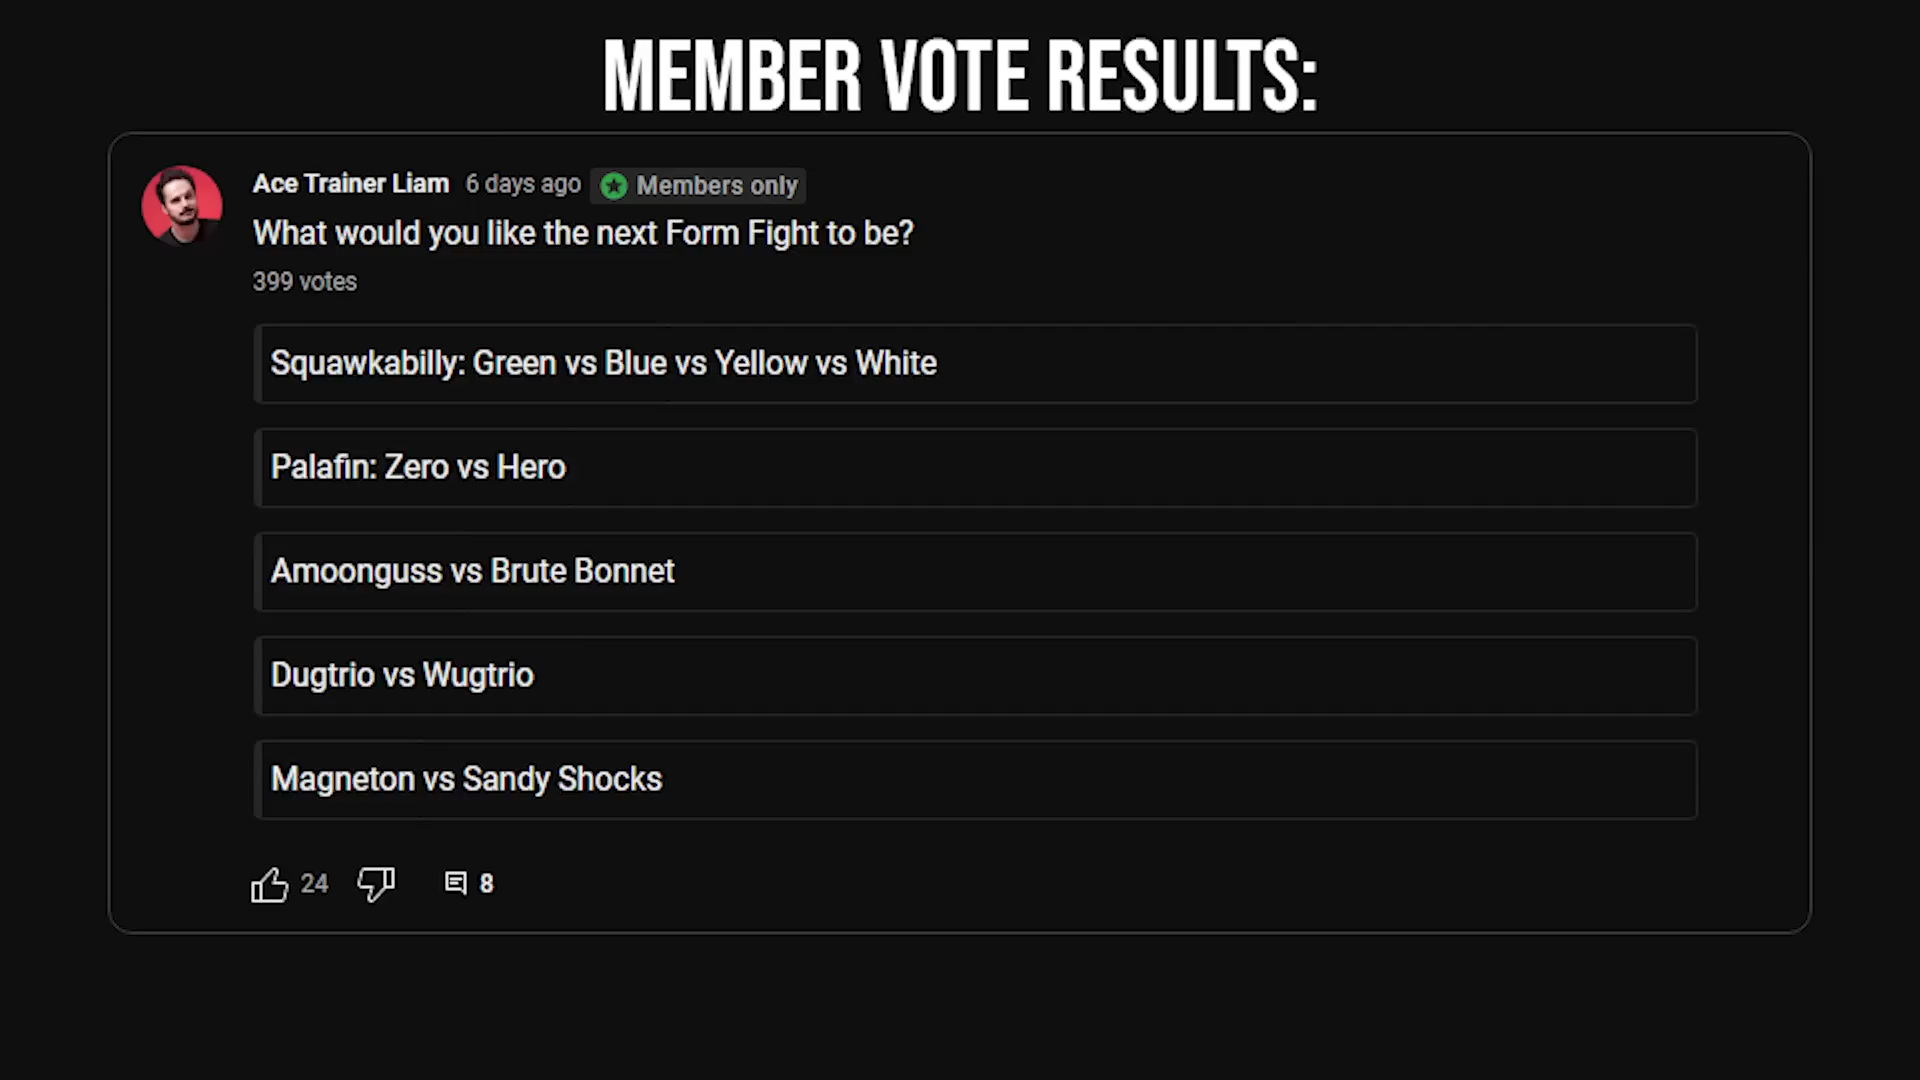 MEMBER VOTE RESULTS:
Ace Trainer Liam 6 days ago Members only
What would you like the next Form Fight to be?
399 votes
Squawkabilly: Green vs Blue vs Yellow vs White
Palafin: Zero vs Hero
Amoonguss vs Brute Bonnet
Dugtrio vs Wugtrio
Magneton vs Sandy Shocks
24 8